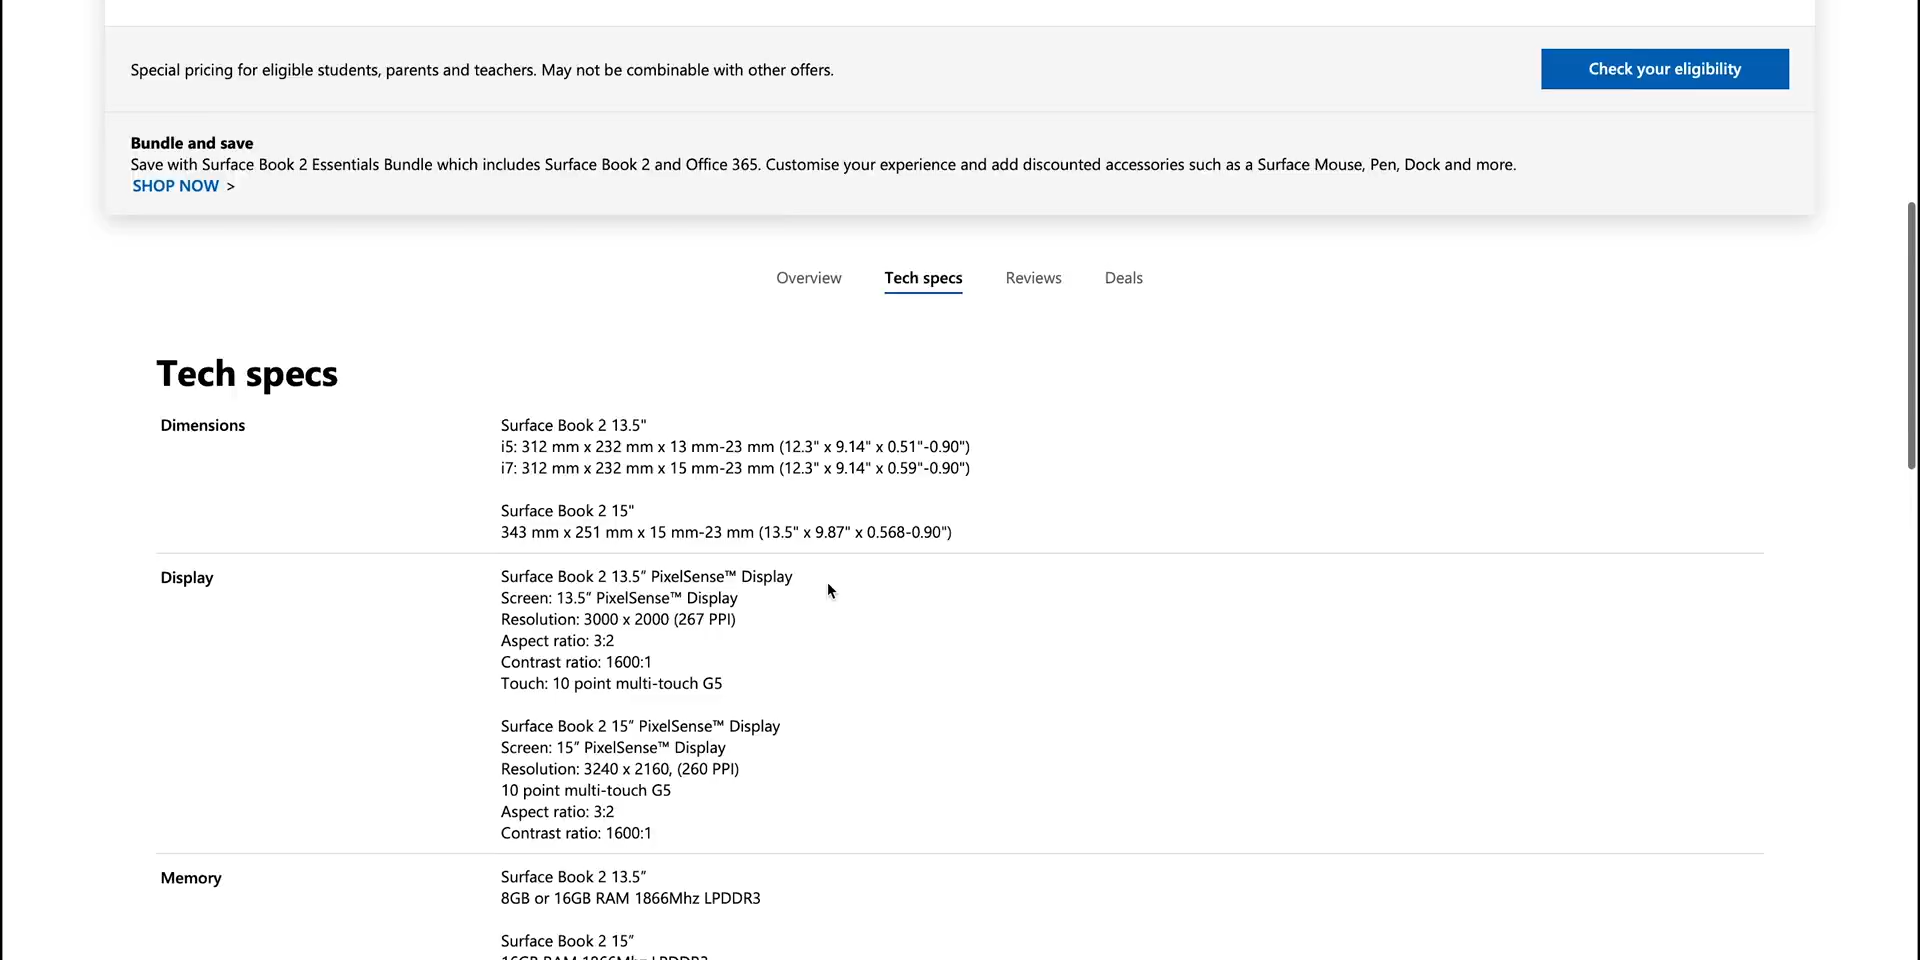 Special pricing for eligible students, parents and teachers. May not be combinable with other offers.
Check your eligibility
Bundle and save
Save with Surface Book 2 Essentials Bundle which includes Surface Book 2 and Office 365. Customise your experience and add discounted accessories such as a Surface Mouse, Pen, Dock and more.
SHOP NOW >
Overview Tech specs Reviews Deals
Tech specs
Dimensions
Surface Book 2 13.5"
i5: 312 mm x 232 mm x 13 mm-23 mm (12.3" x 9.14" x 0.51"-0.90")
i7: 312 mm x 232 mm x 15 mm-23 mm (12.3" x 9.14" x 0.59"-0.90")
Surface Book 2 15"
343 mm x 251 mm x 15 mm-23 mm (13.5" x 9.87" x 0.568-0.90")
Display
Surface Book 2 13.5” PixelSense™ Display
Screen: 13.5” PixelSense™ Display
Resolution: 3000 x 2000 (267 PPI)
Aspect ratio: 3:2
Contrast ratio: 1600:1
Touch: 10 point multi-touch G5
Surface Book 2 15” PixelSense™ Display
Screen: 15” PixelSense™ Display
Resolution: 3240 x 2160, (260 PPI)
10 point multi-touch G5
Aspect ratio: 3:2
Contrast ratio: 1600:1
Memory
Surface Book 2 13.5”
8GB or 16GB RAM 1866Mhz LPDDR3
Surface Book 2 15”
16GB RAM 1866Mhz LPDDR3